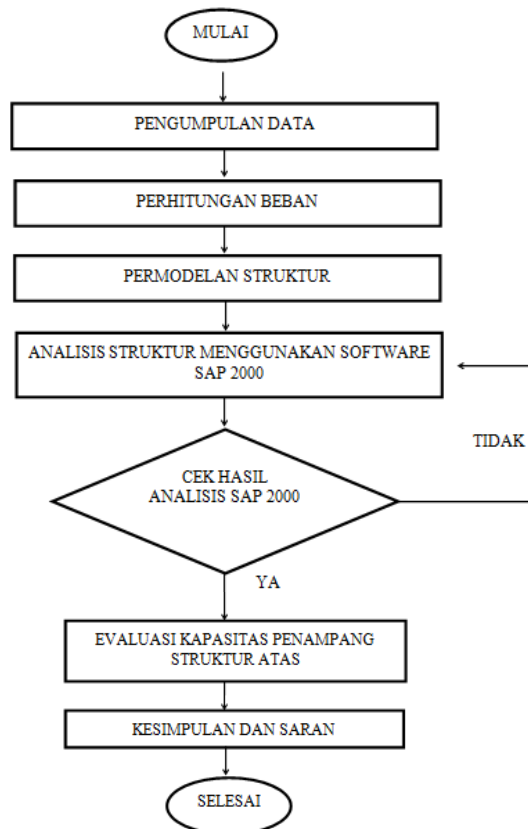 MULAI
PENGUMPULAN DATA
PERHITUNGAN BEBAN
PERMODELAN STRUKTUR
ANALISIS STRUKTUR MENGGUNAKAN SOFTWARE
SAP 2000
TIDAK
CEK HASIL
ANALISIS SAP 2000
YA
EVALUASI KAPASITAS PENAMPANG
STRUKTUR ATAS
KESIMPULAN DAN SARAN
SELESAI